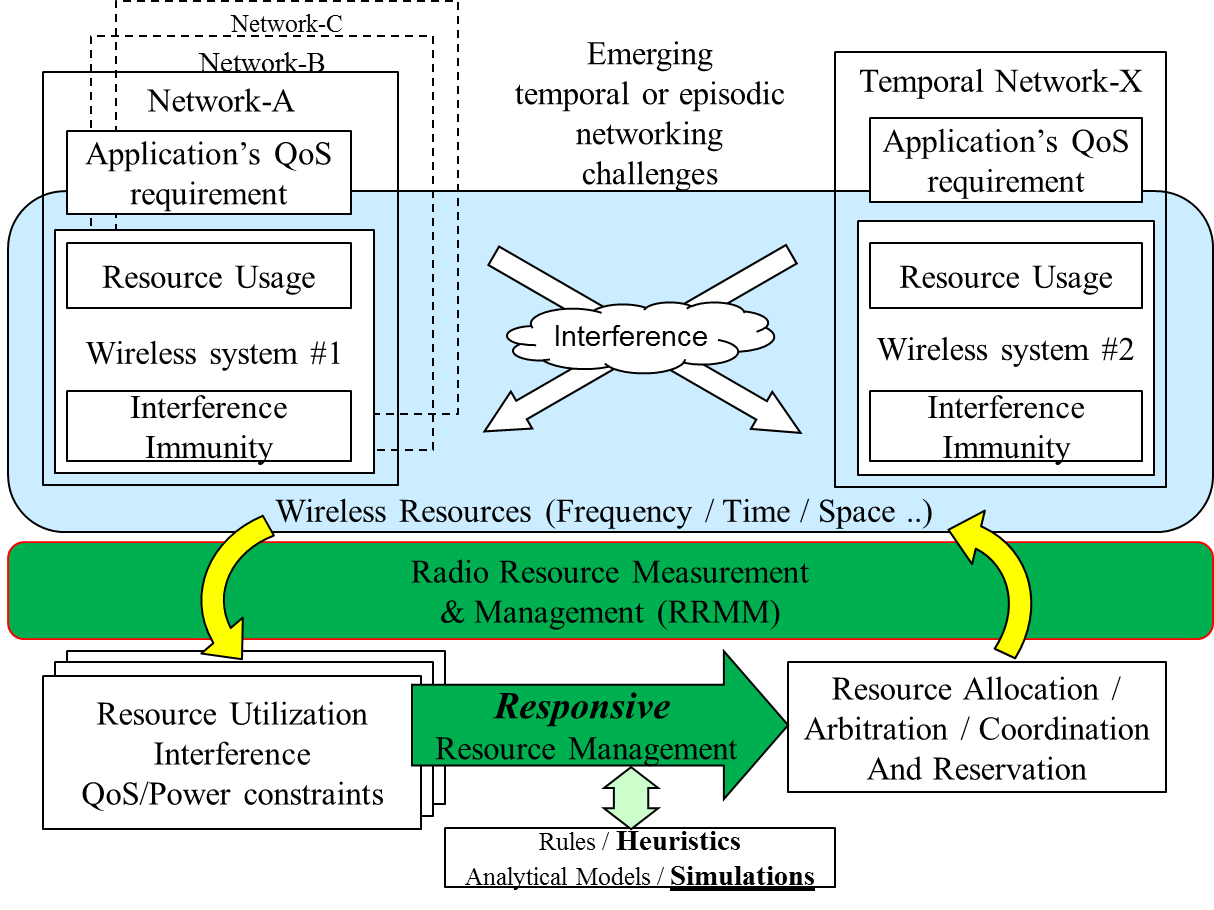 Network-C
Network-B
Network-A
Application's QoS
requirement
Resource Usage
Wireless system #1
Interference
Immunity
Emerging
temporal or episodic
networking
challenges
Interference
Temporal Network-X
Application's QoS
requirement
Resource Usage
Wireless system #2
Interference
Immunity
Wireless Resources (Frequency / Time / Space ..)
Radio Resource Measurement
& Management (RRMM)
Resource Utilization
Interference
QoS/Power constraints
Responsive
Resource Management
Resource Allocation /
Arbitration / Coordination
And Reservation
Rules / Heuristics
Analytical Models / Simulations